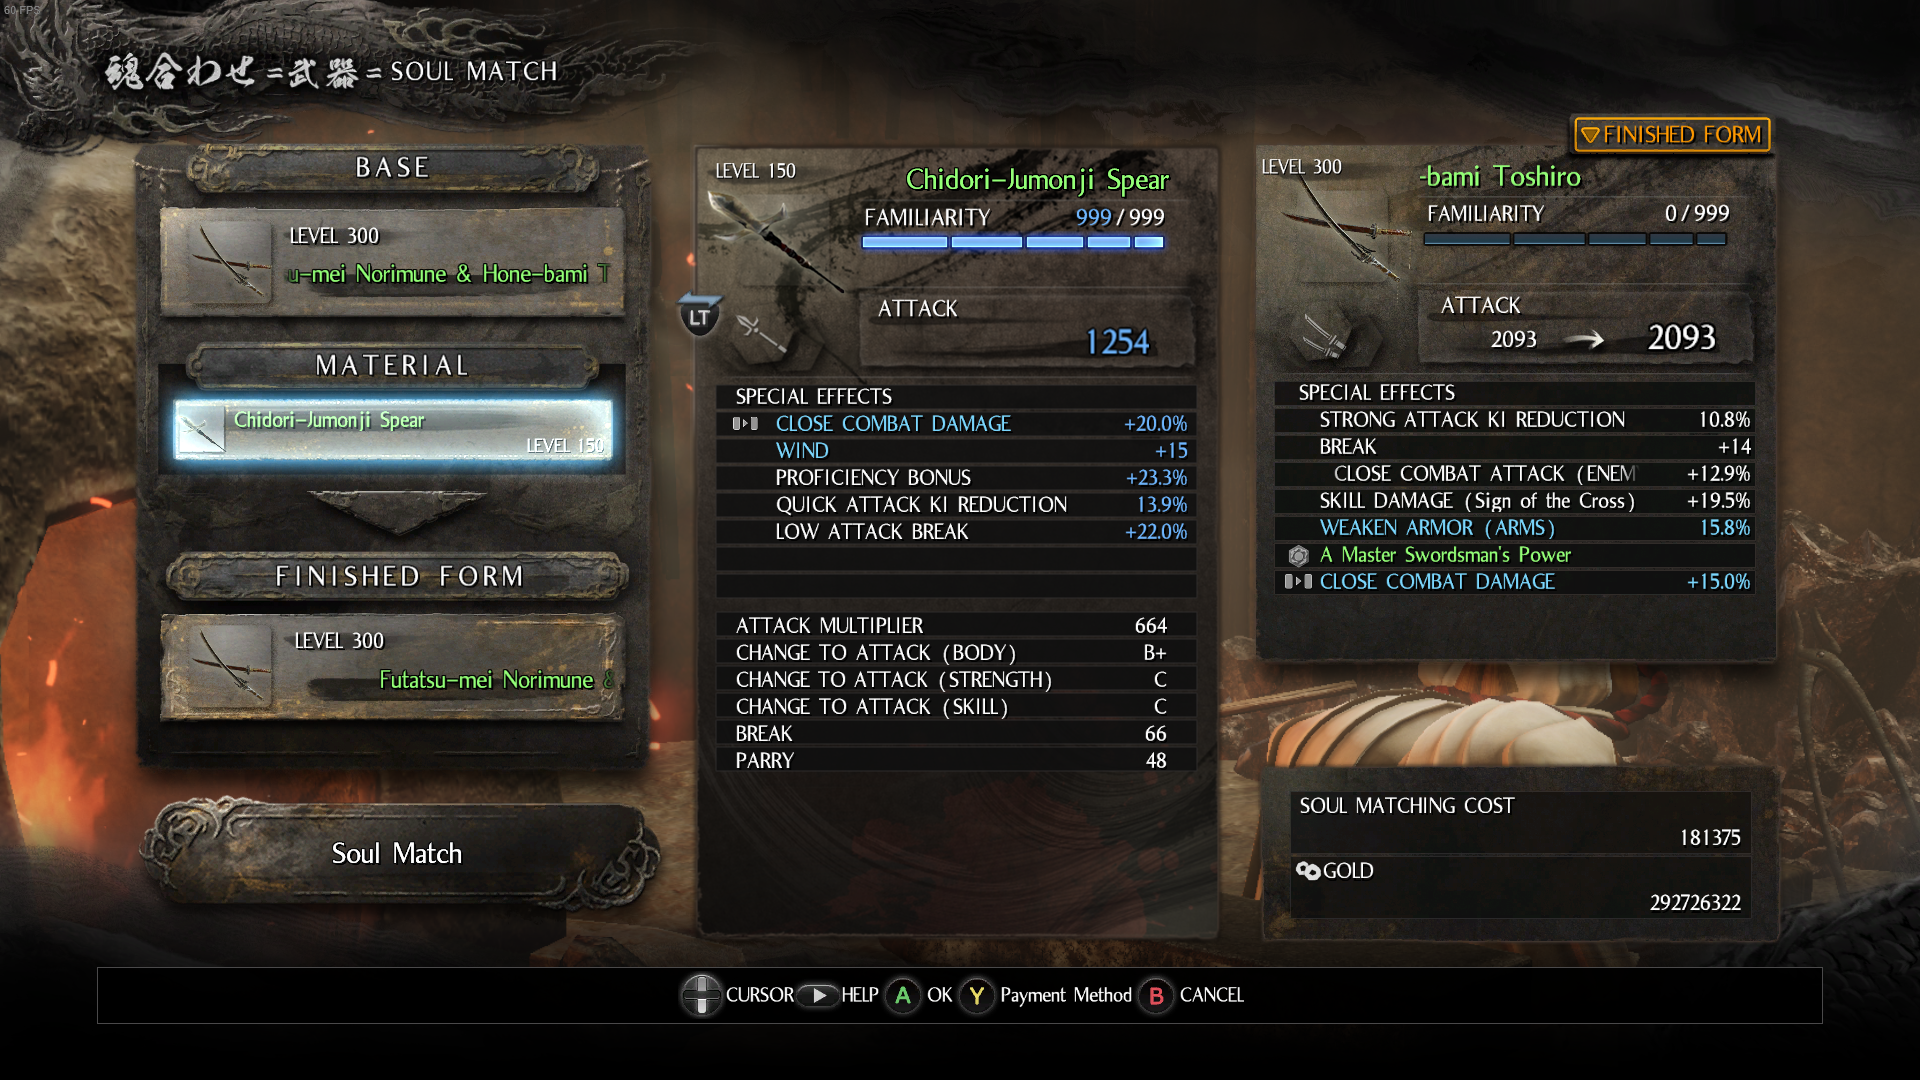 60 FPS
魂合わせ=武器=SOUL MATCH
BASE
LEVEL 300
u-mei Norimune & Hone-bami T
MATERIAL
Chidori-Jumonji Spear
LEVEL 150
FINISHED FORM
LEVEL 300
Futatsu-mei Norimune &
Soul Match
LEVEL 150
Chidori-Jumonji Spear
FAMILIARITY 999/999
LT
ATTACK
1254
SPECIAL EFFECTS
CLOSE COMBAT DAMAGE +20.0%
WIND +15
PROFICIENCY BONUS +23.3%
QUICK ATTACK KI REDUCTION 13.9%
LOW ATTACK BREAK +22.0%
ATTACK MULTIPLIER 664
CHANGE TO ATTACK (BODY) B+
CHANGE TO ATTACK (STRENGTH) C
CHANGE TO ATTACK (SKILL) C
BREAK 66
PARRY 48
FINISHED FORM
LEVEL 300
-bami Toshiro
FAMILIARITY 0/999
ATTACK
2093 → 2093
SPECIAL EFFECTS
STRONG ATTACK KI REDUCTION 10.8%
BREAK +14
CLOSE COMBAT ATTACK (ENEM +12.9%
SKILL DAMAGE (Sign of the Cross) +19.5%
WEAKEN ARMOR (ARMS) 15.8%
A Master Swordsman's Power
CLOSE COMBAT DAMAGE +15.0%
SOUL MATCHING COST
181375
GOLD
292726322
CURSOR HELP A OK Y Payment Method B CANCEL